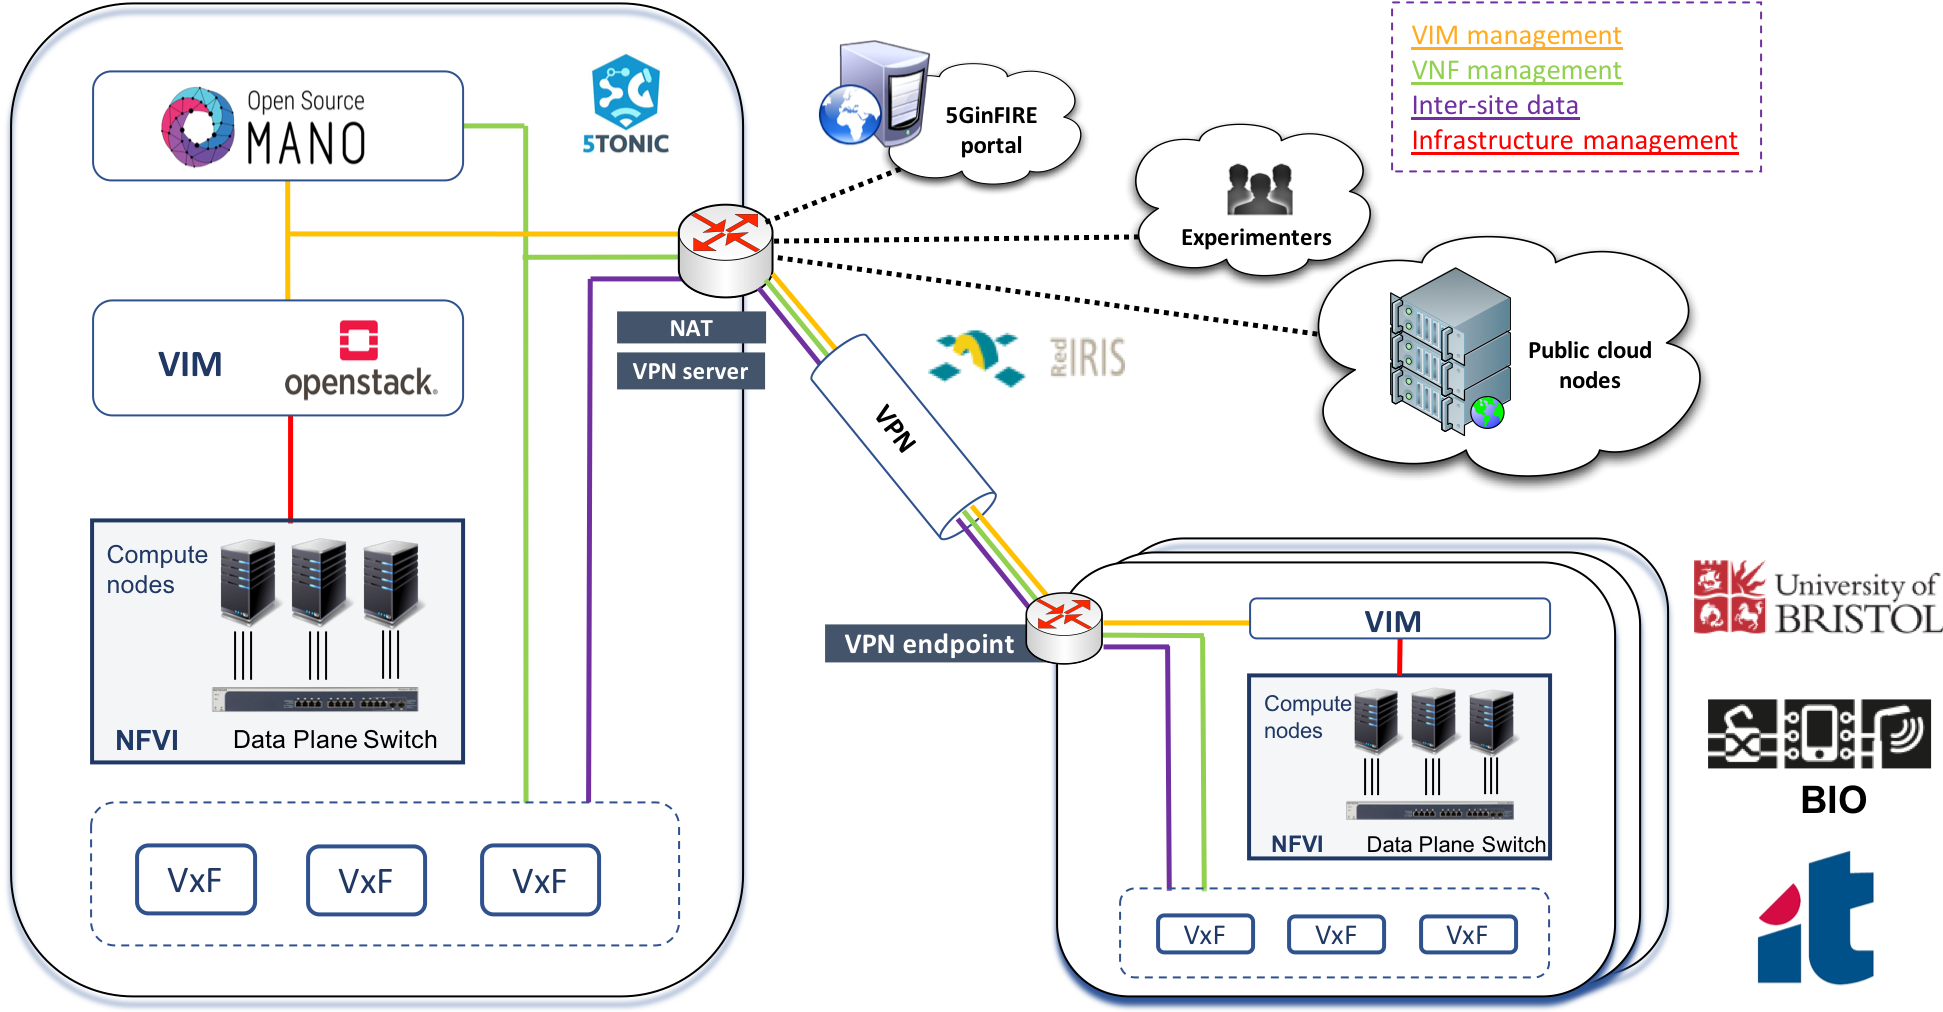 Open Source
MANO
5TONIC
5GinFIRE
portal
Experimenters
VIM management
VNF management
Inter-site data
Infrastructure management
VIM
openstack.
NAT
VPN server
VPN
Red
IRIS
Public cloud
nodes
Compute
nodes
NFVI
Data Plane Switch
VxF
VxF
VxF
VPN endpoint
VIM
Compute
nodes
NFVI
Data Plane Switch
VxF
VxF
VxF
University of
BRISTOL
BIO
it